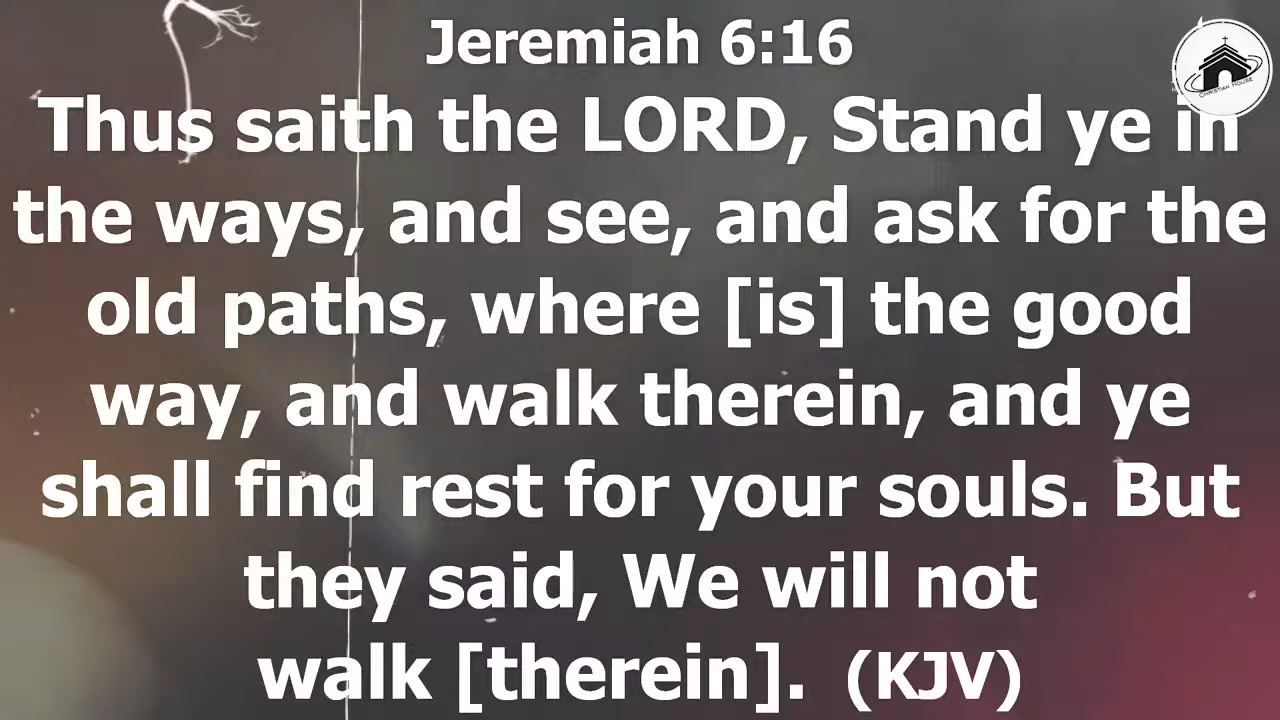 Jeremiah 6:16
Thus saith the LORD, Stand ye in
the ways, and see, and ask for the
old paths, where [is] the good
way, and walk therein, and ye
shall find rest for your souls. But
they said, We will not
walk [therein]. (KJV)
CHRISTIAN HOUSE